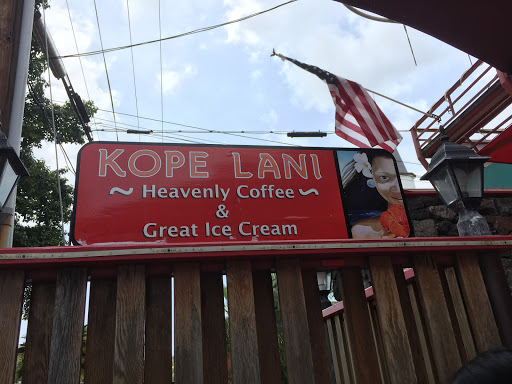 KOPE LANI
~ Heavenly Coffee ~
&
Great Ice Cream